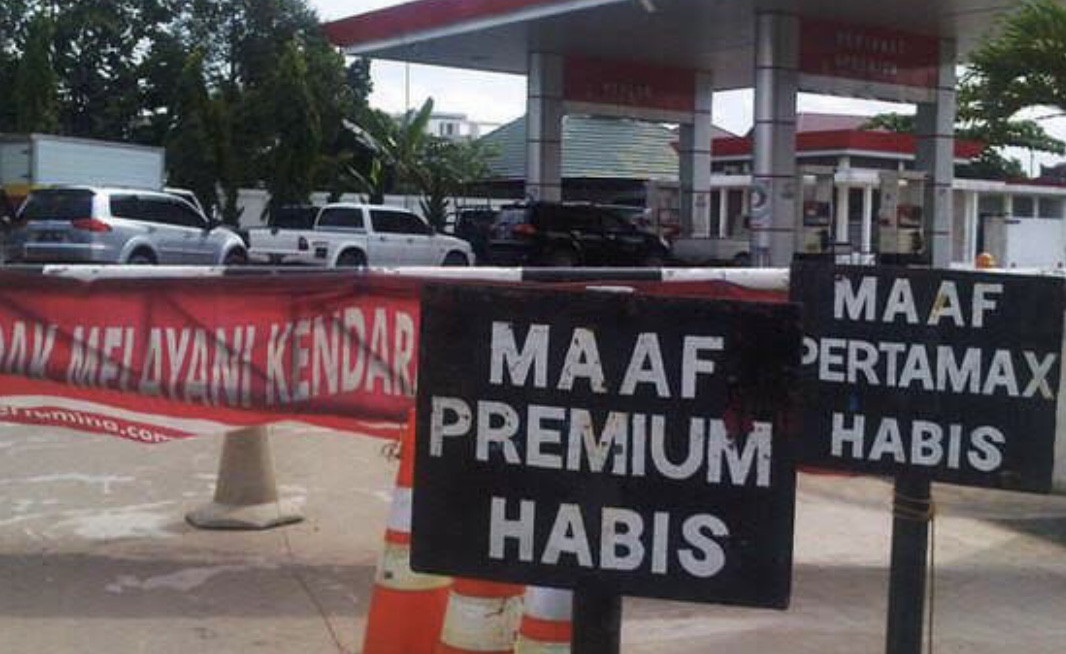 DAK MELAYANI KENDAR
MAAF
PREMIUM
HABIS
MAAF
PERTAMAX
HABIS